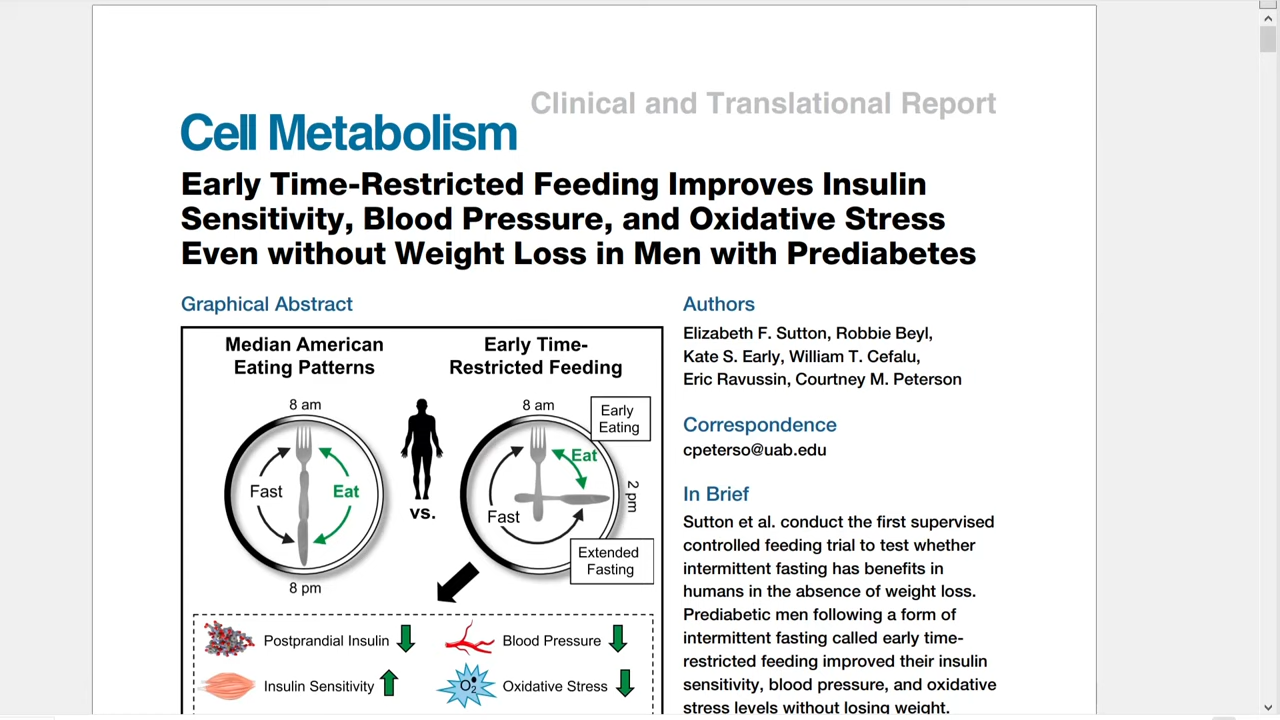 Clinical and Translational Report
Cell Metabolism
Early Time-Restricted Feeding Improves Insulin
Sensitivity, Blood Pressure, and Oxidative Stress
Even without Weight Loss in Men with Prediabetes
Graphical Abstract
Median American
Eating Patterns
8 am
Fast
Eat
8 pm
vs.
Early Time-
Restricted Feeding
8 am
Early
Eating
Eat
2 pm
Fast
Extended
Fasting
Postprandial Insulin
Blood Pressure
Insulin Sensitivity
O2
Oxidative Stress
Authors
Elizabeth F. Sutton, Robbie Beyl,
Kate S. Early, William T. Cefalu,
Eric Ravussin, Courtney M. Peterson
Correspondence
cpeterso@uab.edu
In Brief
Sutton et al. conduct the first supervised
controlled feeding trial to test whether
intermittent fasting has benefits in
humans in the absence of weight loss.
Prediabetic men following a form of
intermittent fasting called early time-
restricted feeding improved their insulin
sensitivity, blood pressure, and oxidative
stress levels without losing weight.